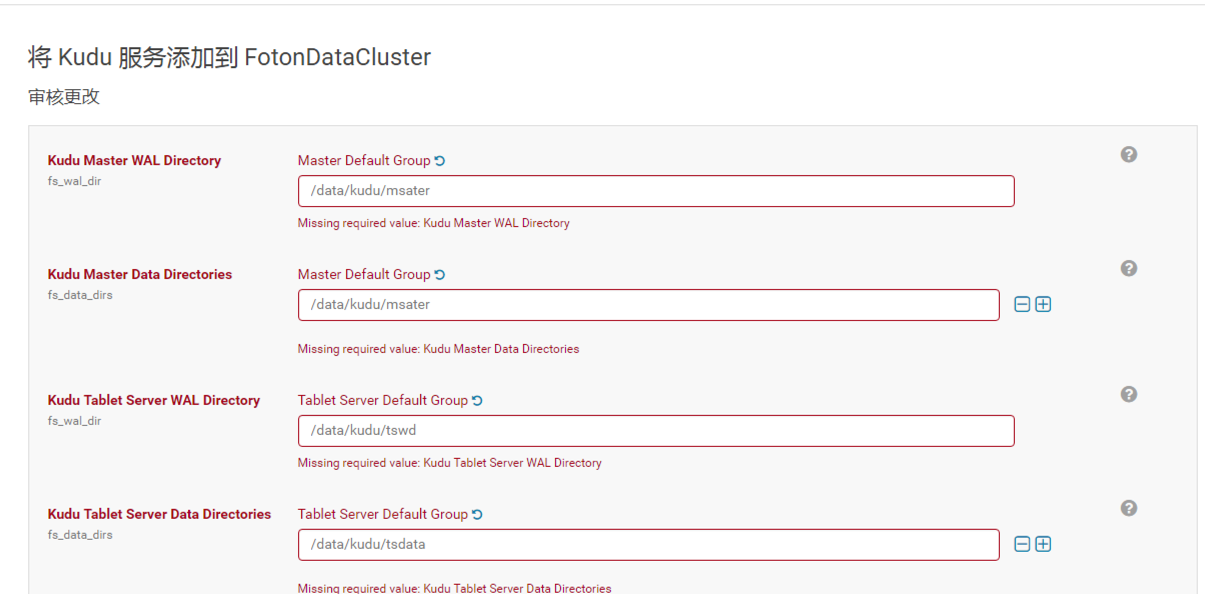 将 Kudu 服务添加到 FotonDataCluster
审核更改
Kudu Master WAL Directory
fs_wal_dir
Master Default Group
/data/kudu/msater
Missing required value: Kudu Master WAL Directory
Kudu Master Data Directories
fs_data_dirs
Master Default Group
/data/kudu/msater
Missing required value: Kudu Master Data Directories
Kudu Tablet Server WAL Directory
fs_wal_dir
Tablet Server Default Group
/data/kudu/tswd
Missing required value: Kudu Tablet Server WAL Directory
Kudu Tablet Server Data Directories
fs_data_dirs
Tablet Server Default Group
/data/kudu/tsdata
Missing required value: Kudu Tablet Server Data Directories